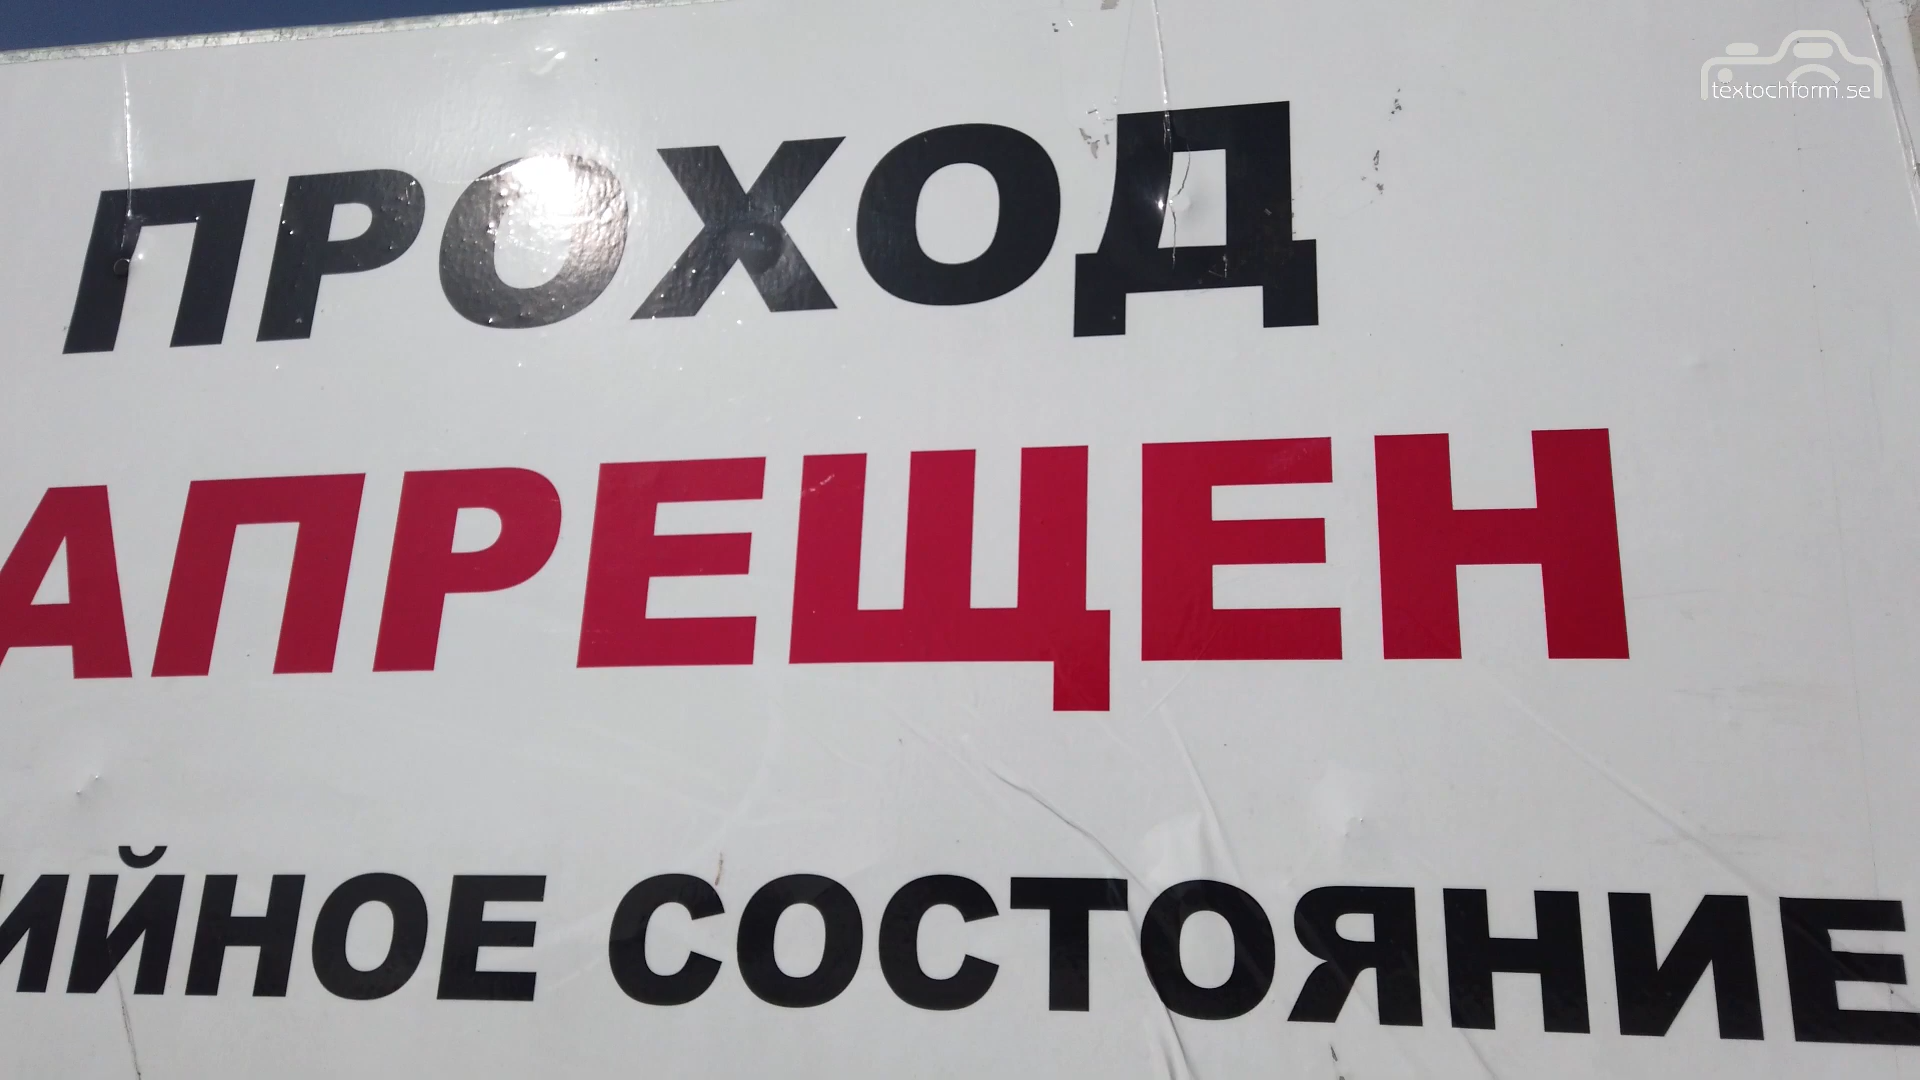 textochform.se
ПРОХОД
АПРЕЩЕН
ИЙНОЕ СОСТОЯНИЕ